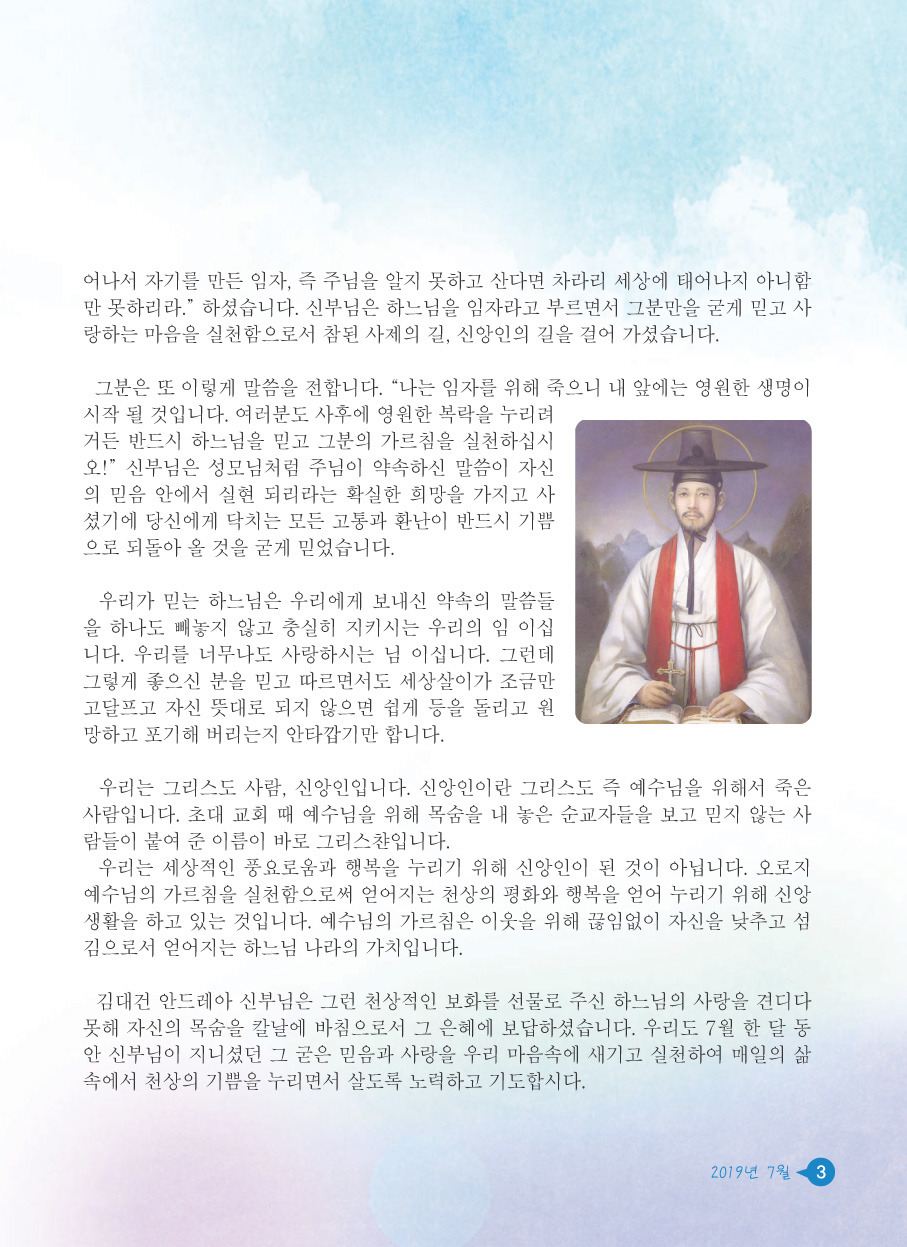 여나서 자기를 만든 임자, 즉 주님을 알지 못하고 산다면 차라리 세상에 태어나지 아니함
만 못하리라.” 하셨습니다. 신부님은 하느님을 임자라고 부르면서 그분만을 굳게 믿고 사
랑하는 마음을 실천함으로서 참된 사제의 길, 신앙인의 길을 걸어 가셨습니다.
그분은 또 이렇게 말씀을 전합니다. “나는 임자를 위해 죽으니 내 앞에는 영원한 생명이
시작 될 것입니다. 여러분도 사후에 영원한 복락을 누리려
거든 반드시 하느님을 믿고 그분의 가르침을 실천하십시
오!” 신부님은 성모님처럼 주님이 약속하신 말씀이 자신
의 믿음 안에서 실현 되리라는 확실한 희망을 가지고 사
셨기에 당신에게 닥치는 모든 고통과 환난이 반드시 기쁨
으로 되돌아 올 것을 굳게 믿었습니다.
우리가 믿는 하느님은 우리에게 보내신 약속의 말씀들
을 하나도 빼놓지 않고 충실히 지키시는 우리의 임 이십
니다. 우리를 너무나도 사랑하시는 님 이십니다. 그런데
그렇게 좋으신 분을 믿고 따르면서도 세상살이가 조금만
고달프고 자신 뜻대로 되지 않으면 쉽게 등을 돌리고 원
망하고 포기해 버리는지 안타깝기만 합니다.
우리는 그리스도 사람, 신앙인입니다. 신앙인이란 그리스도 즉 예수님을 위해서 죽은
사람입니다. 초대 교회 때 예수님을 위해 목숨을 내 놓은 순교자들을 보고 믿지 않는 사
람들이 붙여 준 이름이 바로 그리스챤입니다.
우리는 세상적인 풍요로움과 행복을 누리기 위해 신앙인이 된 것이 아닙니다. 오로지
예수님의 가르침을 실천함으로써 얻어지는 천상의 평화와 행복을 얻어 누리기 위해 신앙
생활을 하고 있는 것입니다. 예수님의 가르침은 이웃을 위해 끊임없이 자신을 낮추고 섬
김으로서 얻어지는 하느님 나라의 가치입니다.
김대건 안드레아 신부님은 그런 천상적인 보화를 선물로 주신 하느님의 사랑을 견디다
못해 자신의 목숨을 칼날에 바침으로서 그 은혜에 보답하셨습니다. 우리도 7월 한 달 동
안 신부님이 지니셨던 그 굳은 믿음과 사랑을 우리 마음속에 새기고 실천하여 매일의 삶
속에서 천상의 기쁨을 누리면서 살도록 노력하고 기도합시다.
2019년 7월 3